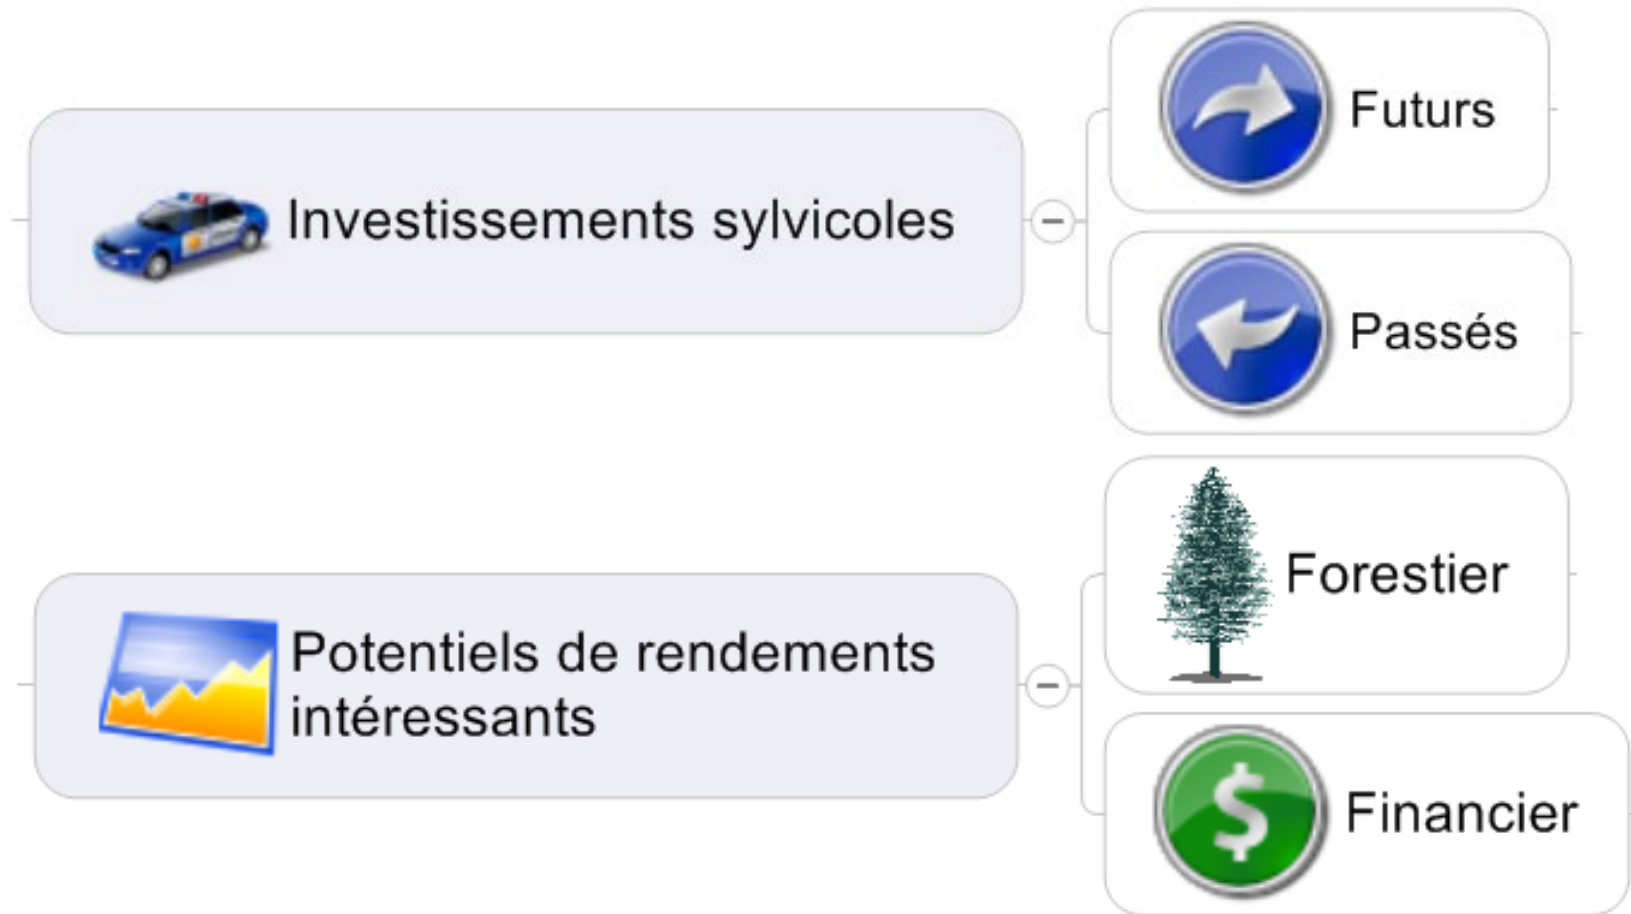 Investissements sylvicoles
Futurs
Passés
Potentiels de rendements
intéressants
Forestier
Financier